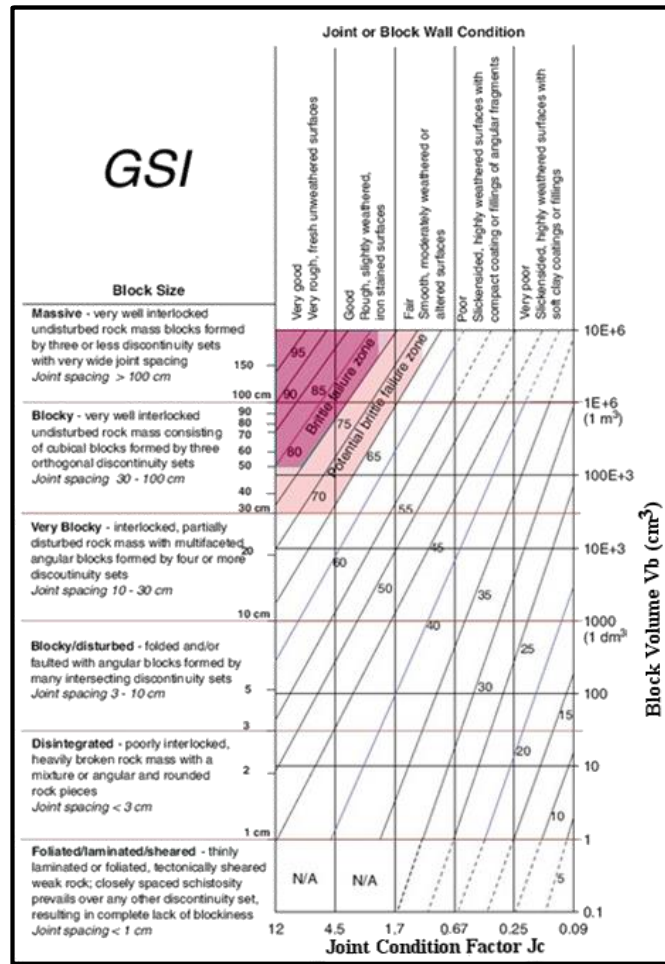 Joint or Block Wall Condition
GSI
Very good
Very rough, fresh unweathered surfaces
Good
Rough, slightly weathered,
iron stained surfaces
Fair
Smooth, moderately weathered or
altered surfaces
Poor
Slickensided, highly weathered surfaces with
compact coating or fillings of angular fragments
Very poor
Slickensided, highly weathered surfaces with
soft clay coatings or fillings
Block Size
Massive - very well interlocked
undisturbed rock mass blocks formed
by three or less discontinuity sets
with very wide joint spacing
Joint spacing > 100 cm
Blocky - very well interlocked
undisturbed rock mass consisting
of cubical blocks formed by three
orthogonal discontinuity sets
Joint spacing 30 - 100 cm
Very Blocky - interlocked, partially
disturbed rock mass with multifaceted
angular blocks formed by four or more
discoutinuity sets
Joint spacing 10 - 30 cm
Blocky/disturbed - folded and/or
faulted with angular blocks formed by
many intersecting discontinuity sets
Joint spacing 3 - 10 cm
Disintegrated - poorly interlocked,
heavily broken rock mass with a
mixture or angular and rounded
rock pieces
Joint spacing < 3 cm
Foliated/laminated/sheared - thinly
laminated or foliated, tectonically sheared
weak rock; closely spaced schistosity
prevails over any other discontinuity set,
resulting in complete lack of blockiness
Joint spacing < 1 cm
150
100 cm
90
80
70
60
50
40
30 cm
20
10 cm
5
3
2
1 cm
95
90
85
80
75
70
65
60
55
50
45
40
35
30
25
20
15
10
5
Brittle failure zone
Potential brittle failure zone
N/A
N/A
10E+6
1E+6
(1 m³)
100E+3
10E+3
1000
(1 dm³
100
10
1
0.1
Block Volume Vb (cm³)
12 4.5 1.7 0.67 0.25 0.09
Joint Condition Factor Jc